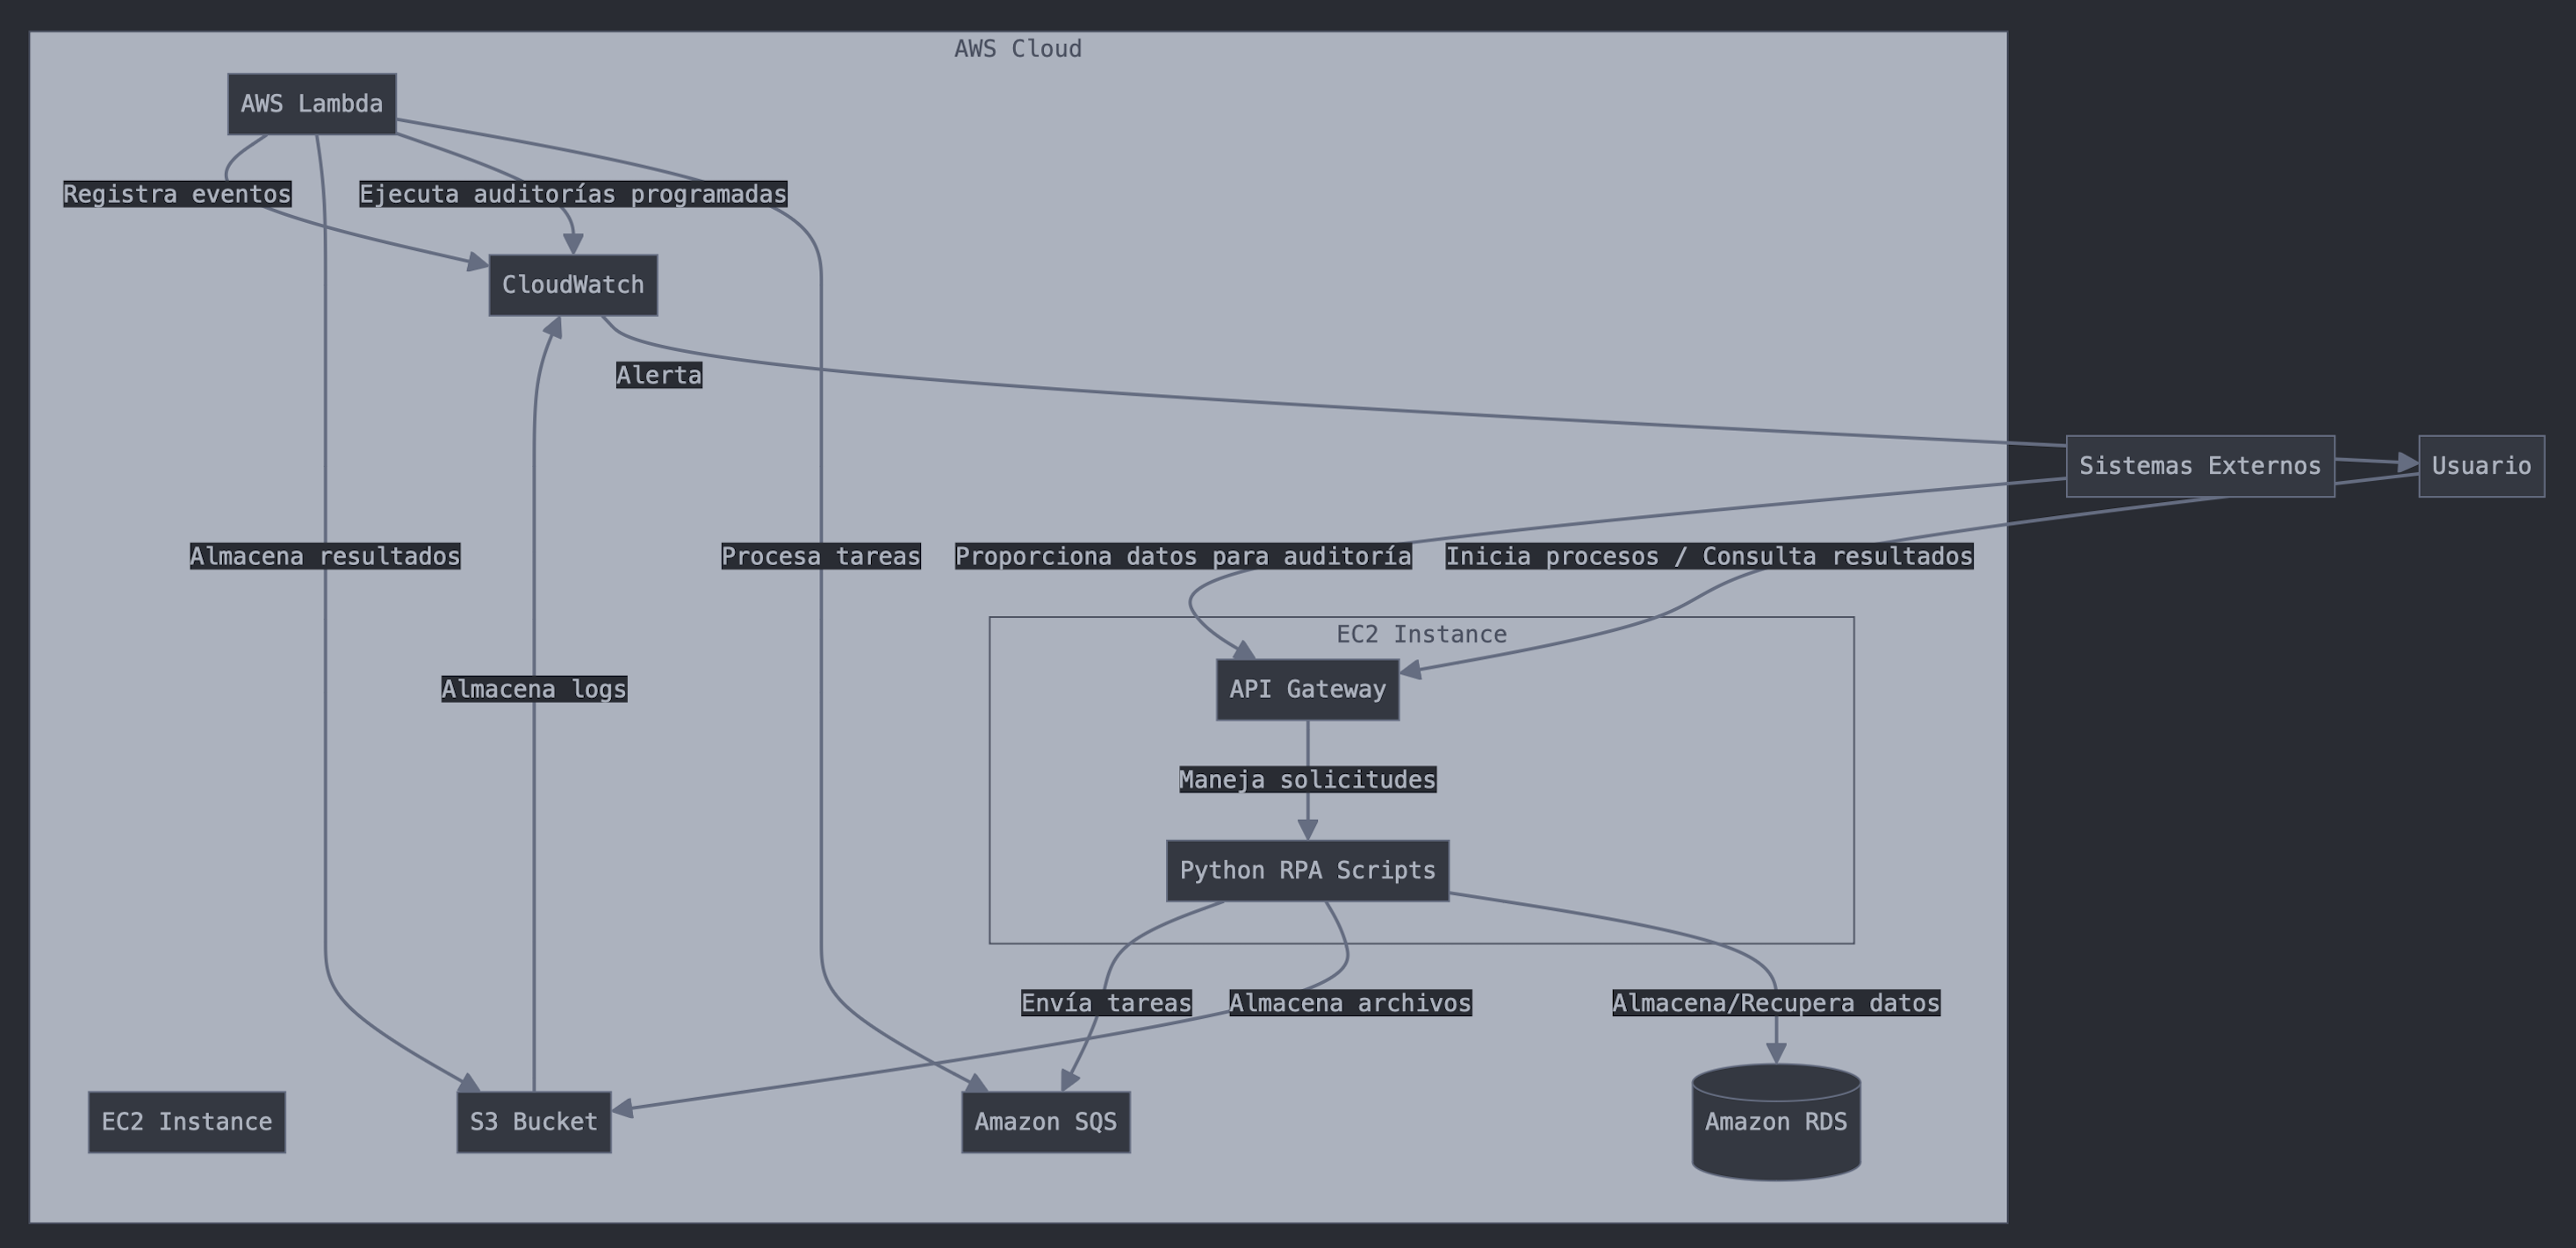 AWS Cloud
AWS Lambda
Registra eventos
Ejecuta auditorías programadas
CloudWatch
Alerta
Sistemas Externos
Usuario
Almacena resultados
Procesa tareas
Proporciona datos para auditoría
Inicia procesos / Consulta resultados
EC2 Instance
Almacena logs
API Gateway
Maneja solicitudes
Python RPA Scripts
Envía tareas
Almacena archivos
Almacena/Recupera datos
EC2 Instance
S3 Bucket
Amazon SQS
Amazon RDS